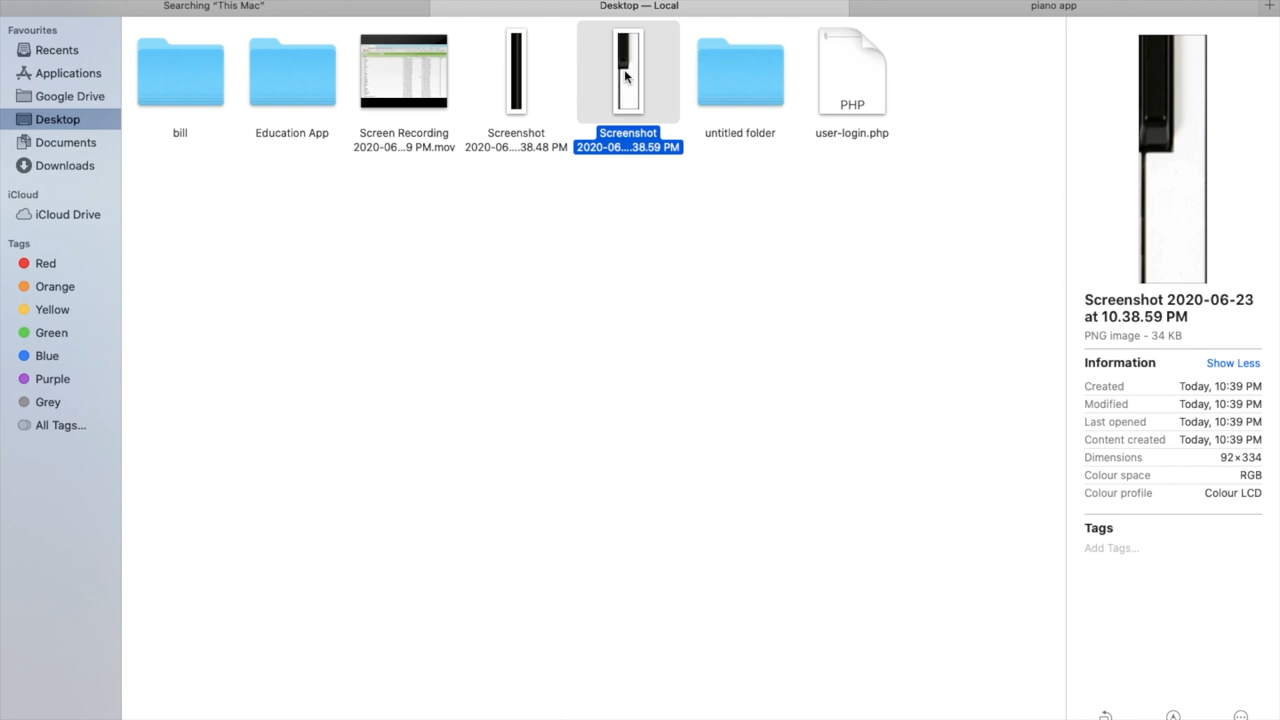 Searching “This Mac”
Desktop — Local
piano app
Favourites
Recents
Applications
Google Drive
Desktop
Documents
Downloads
iCloud
iCloud Drive
Tags
Red
Orange
Yellow
Green
Blue
Purple
Grey
All Tags...
bill
Education App
Screen Recording
2020-06...9 PM.mov
Screenshot
2020-06....38.48 PM
Screenshot
2020-06....38.59 PM
untitled folder
PHP
user-login.php
Screenshot 2020-06-23
at 10.38.59 PM
PNG image - 34 KB
Information Show Less
Created Today, 10:39 PM
Modified Today, 10:39 PM
Last opened Today, 10:39 PM
Content created Today, 10:39 PM
Dimensions 92×334
Colour space RGB
Colour profile Colour LCD
Tags
Add Tags...